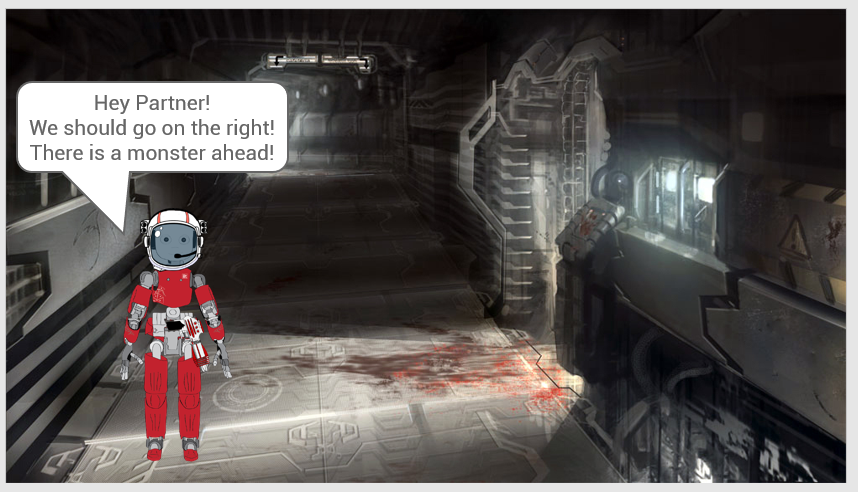 Hey Partner!
We should go on the right!
There is a monster ahead!